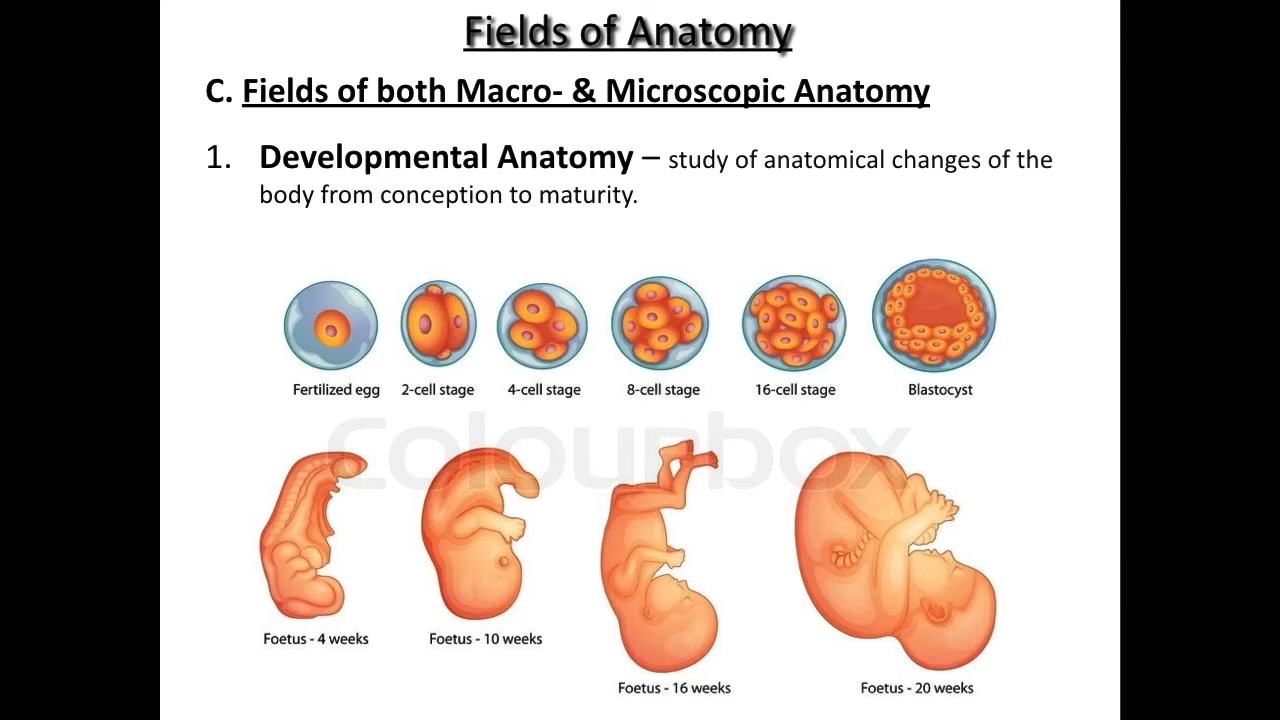 Fields of Anatomy
C. Fields of both Macro- & Microscopic Anatomy
1. Developmental Anatomy – study of anatomical changes of the
body from conception to maturity.
Fertilized egg 2-cell stage 4-cell stage 8-cell stage 16-cell stage Blastocyst
Colourbox
Foetus - 4 weeks Foetus - 10 weeks
Foetus - 16 weeks Foetus - 20 weeks